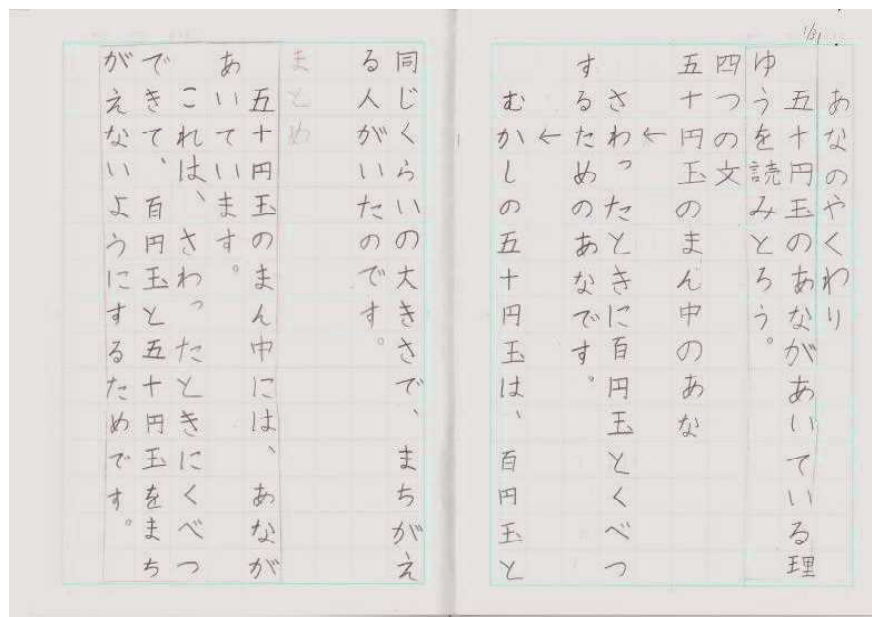 1/31
あなのやくわり
五十円玉のあながあいている理
ゆうを読みとろう。
四つの文
五十円玉のまん中のあな
←
さわったときに百円玉とくべつ
するためのあなです。
←
むかしの五十円玉は、百円玉と
同じくらいの大きさで、まちがえ
る人がいたのです。
まとめ
五十円玉のまん中には、あなが
あいています。
これは、さわったときにくべつ
できて、百円玉と五十円玉をまち
がえないようにするためです。